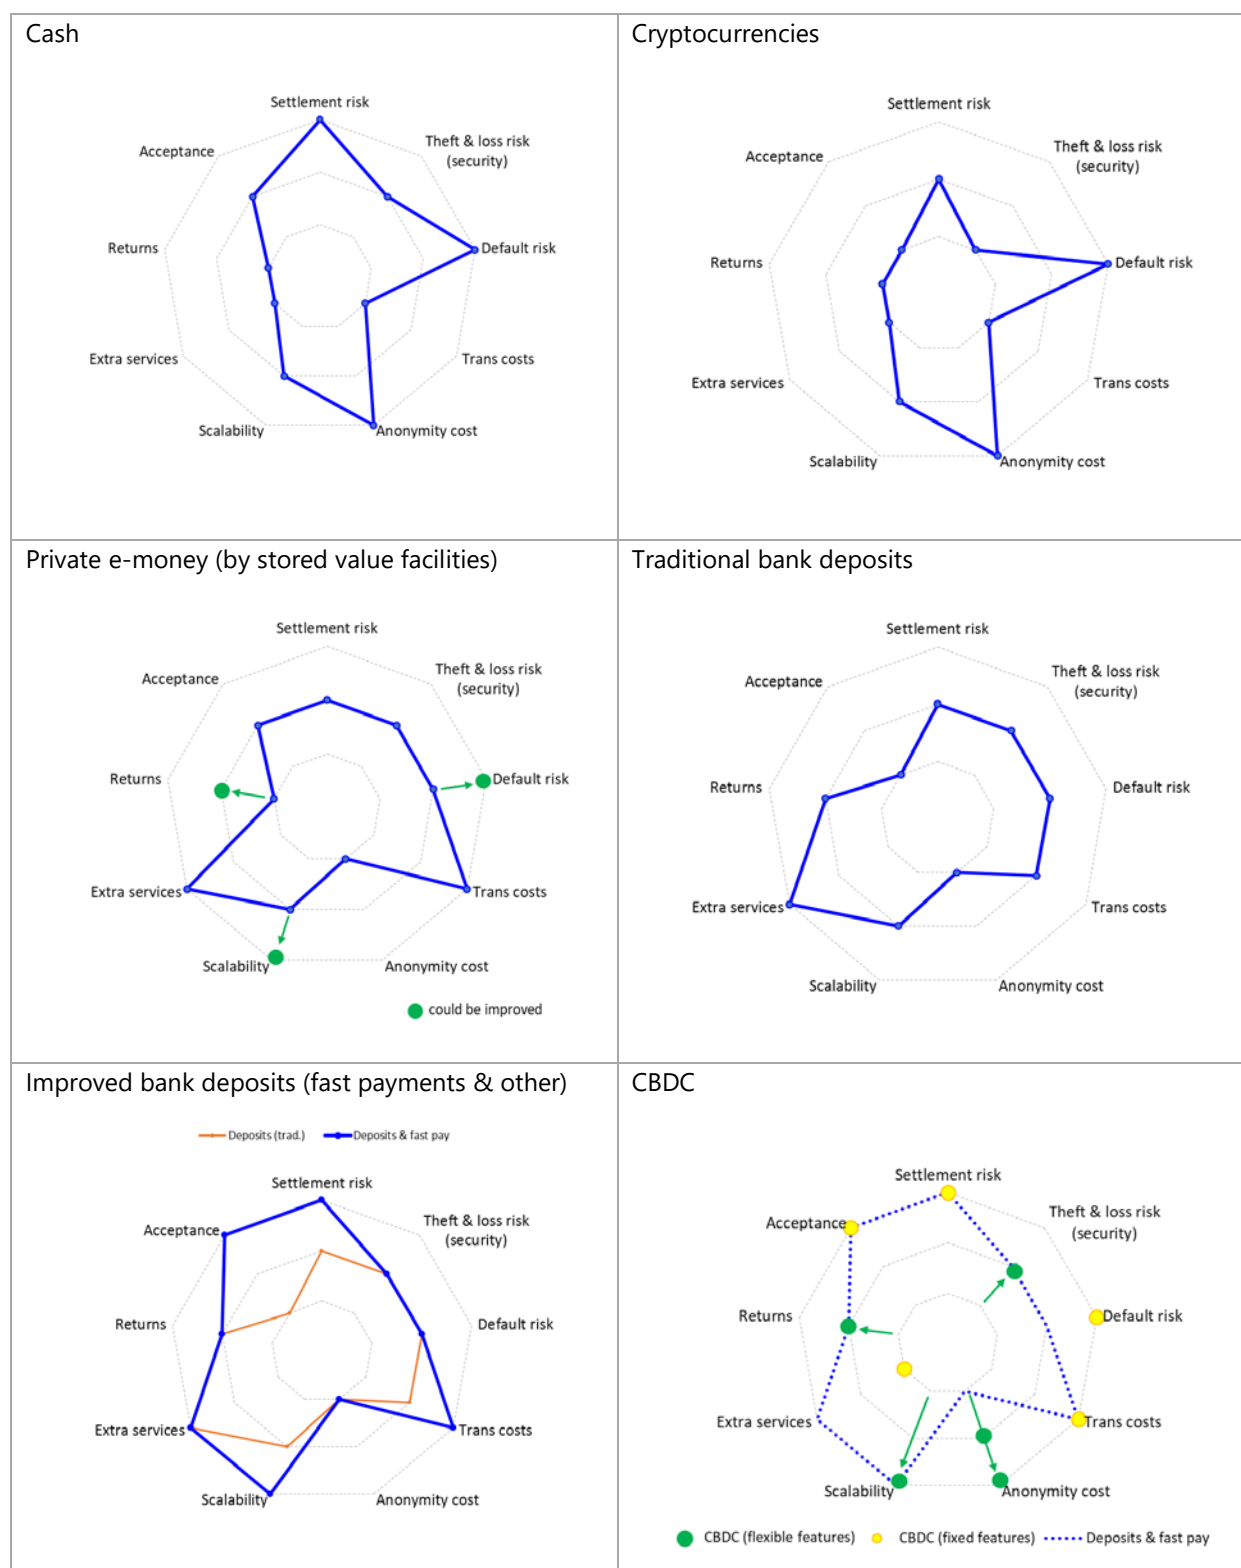 Cash
Settlement risk
Theft & loss risk
(security)
Acceptance
Returns
Default risk
Extra services
Trans costs
Scalability
Anonymity cost
Cryptocurrencies
Settlement risk
Theft & loss risk
(security)
Acceptance
Returns
Default risk
Extra services
Trans costs
Scalability
Anonymity cost
Private e-money (by stored value facilities)
Settlement risk
Theft & loss risk
(security)
Acceptance
Returns
Default risk
Extra services
Trans costs
Scalability
Anonymity cost
could be improved
Traditional bank deposits
Settlement risk
Theft & loss risk
(security)
Acceptance
Returns
Default risk
Extra services
Trans costs
Scalability
Anonymity cost
Improved bank deposits (fast payments & other)
Deposits (trad.)
Deposits & fast pay
Settlement risk
Theft & loss risk
(security)
Acceptance
Returns
Default risk
Extra services
Trans costs
Scalability
Anonymity cost
CBDC
Settlement risk
Theft & loss risk
(security)
Acceptance
Returns
Default risk
Extra services
Trans costs
Scalability
Anonymity cost
CBDC (flexible features)
CBDC (fixed features)
Deposits & fast pay